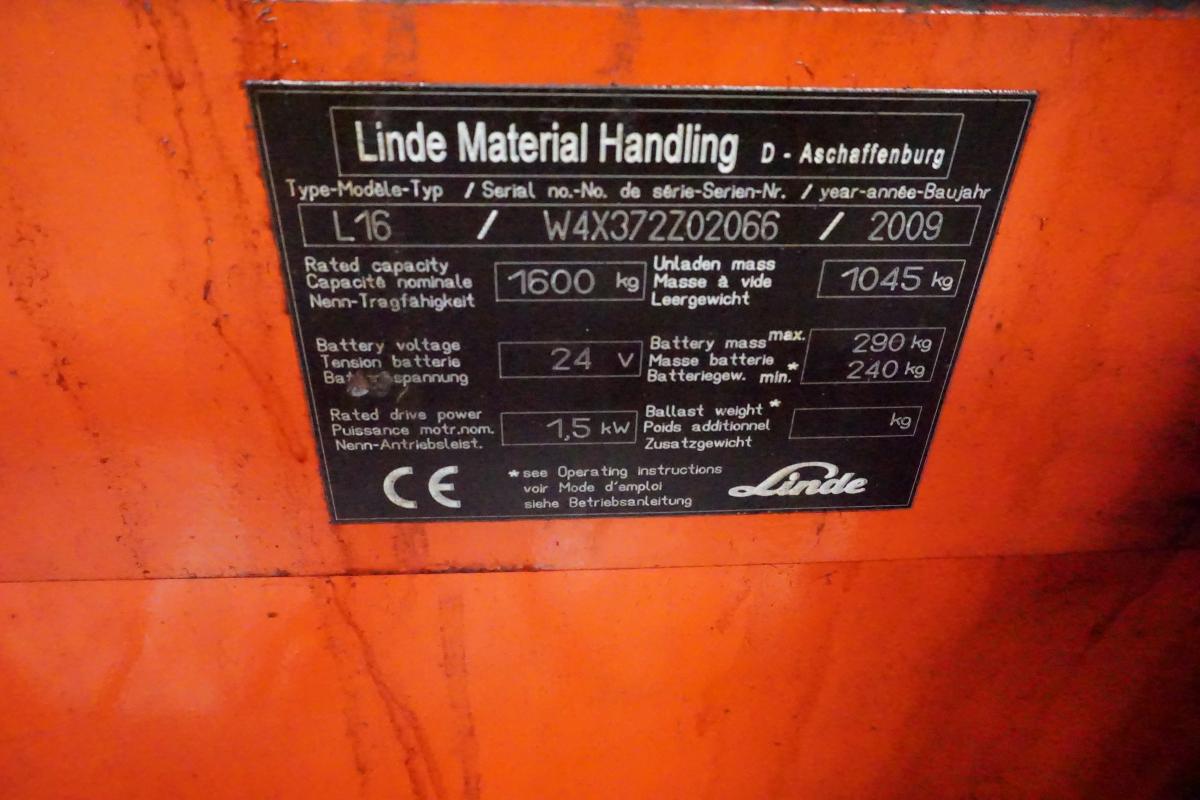 Linde Material Handling D - Aschaffenburg
Type-Modèle-Typ / Serial no.-No. de série-Serien-Nr. / year-année-Baujahr
L16 / W4X372Z02066 / 2009
Rated capacity
Capacité nominale
Nenn-Tragfähigkeit
1600 kg
Unladen mass
Masse à vide
Leergewicht
1045 kg
Battery voltage
Tension batterie
spannung
24 V
Battery mass max.
Masse batterie
Batteriegew. min.*
290 kg
240 kg
Rated drive power
Puissance motr.nom.
Nenn-Antriebsleist.
1,5 kW
Ballast weight *
Poids additionnel
Zusatzgewicht
kg
CE
*see Operating instructions
voir Mode d'emploi
siehe Betriebsanleitung
Linde